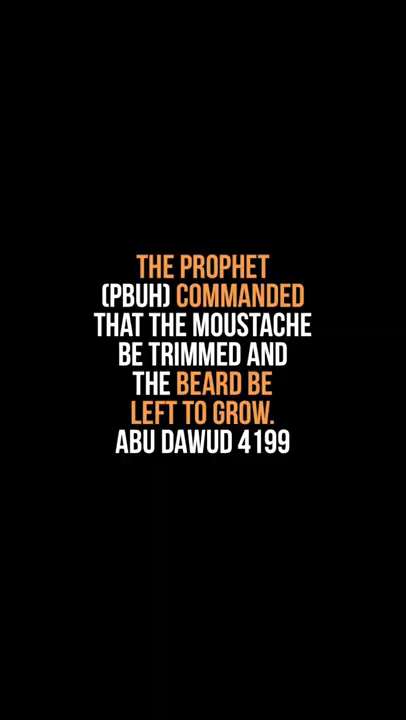 THE PROPHET
(PBUH) COMMANDED
THAT THE MOUSTACHE
BE TRIMMED AND
THE BEARD BE
LEFT TO GROW.
ABU DAWUD 4199